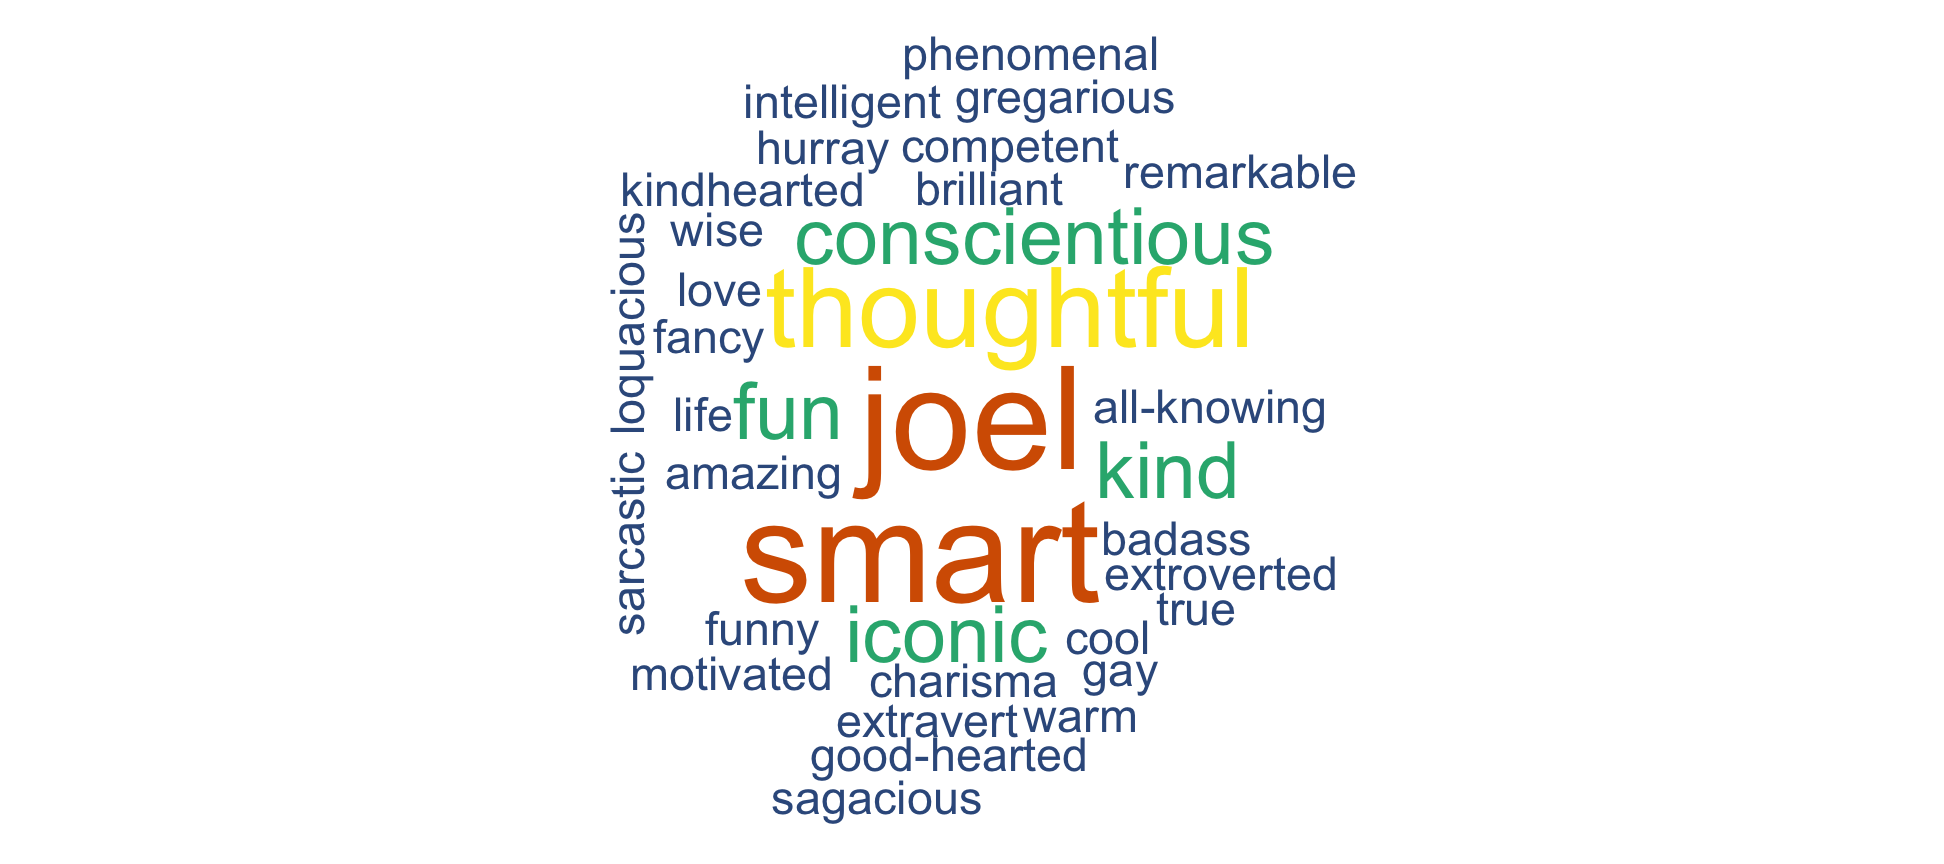 phenomenal
intelligent gregarious
hurray competent
remarkable
kindhearted brilliant
wise conscientious
loquacious
love thoughtful
fancy
joel
life fun all-knowing
amazing kind
sarcastic
smart badass
extroverted
true
funny iconic cool
motivated charisma gay
extravert warm
good-hearted
sagacious